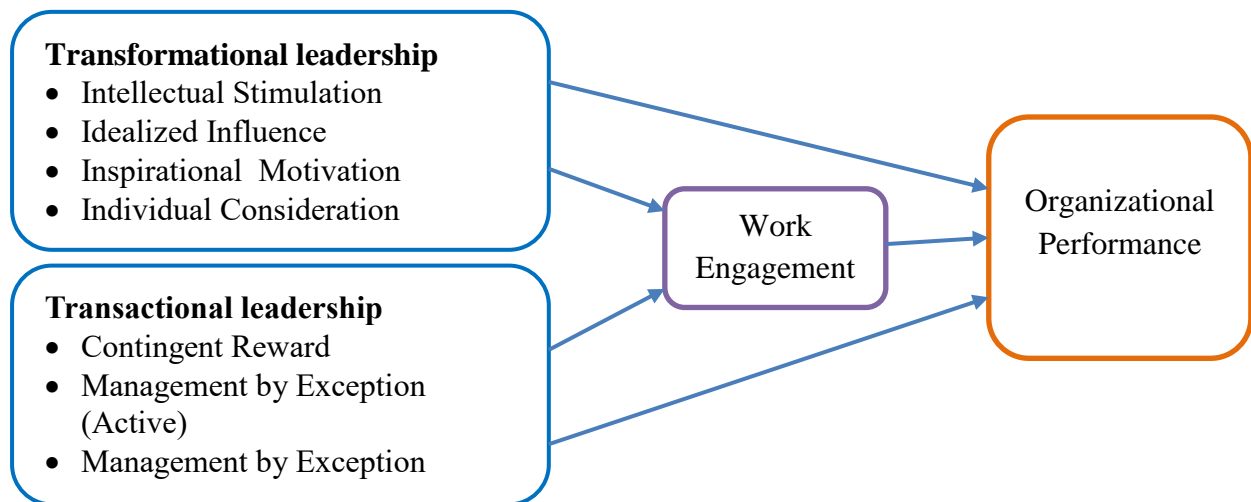 Transformational leadership
• Intellectual Stimulation
• Idealized Influence
• Inspirational  Motivation
• Individual Consideration
Transactional leadership
• Contingent Reward
• Management by Exception
(Active)
• Management by Exception
Work
Engagement
Organizational
Performance